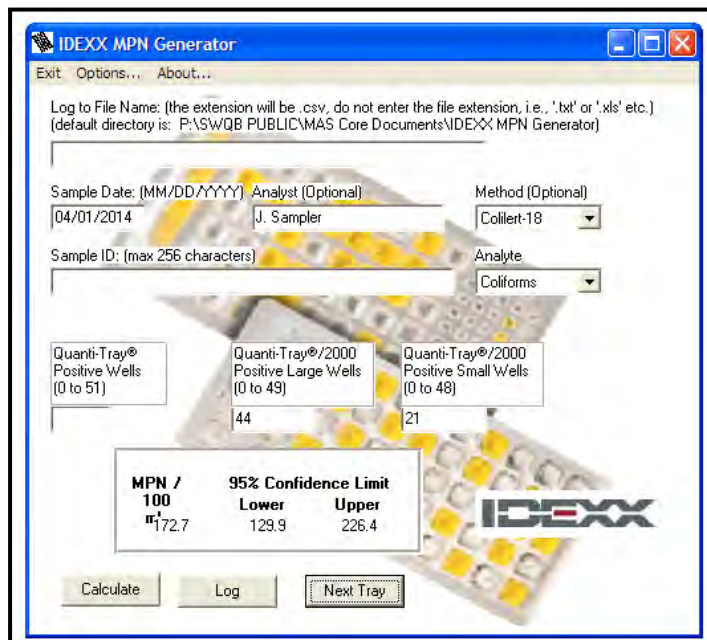 IDEXX MPN Generator
Exit Options... About...
Log to File Name: (the extension will be .csv, do not enter the file extension, i.e., '.txt' or '.xls' etc.)
(default directory is: P:\SWQB PUBLIC\MAS Core Documents\IDEXX MPN Generator)
Sample Date: (MM/DD/YYYY) Analyst (Optional) Method (Optional)
04/01/2014 J. Sampler Colilert-18
Sample ID: (max 256 characters) Analyte
Coliforms
Quanti-Tray® Quanti-Tray®/2000 Quanti-Tray®/2000
Positive Wells Positive Large Wells Positive Small Wells
(0 to 51) (0 to 49) (0 to 48)
44 21
MPN / 95% Confidence Limit
100 Lower Upper
172.7 129.9 226.4
IDEXX
Calculate Log Next Tray